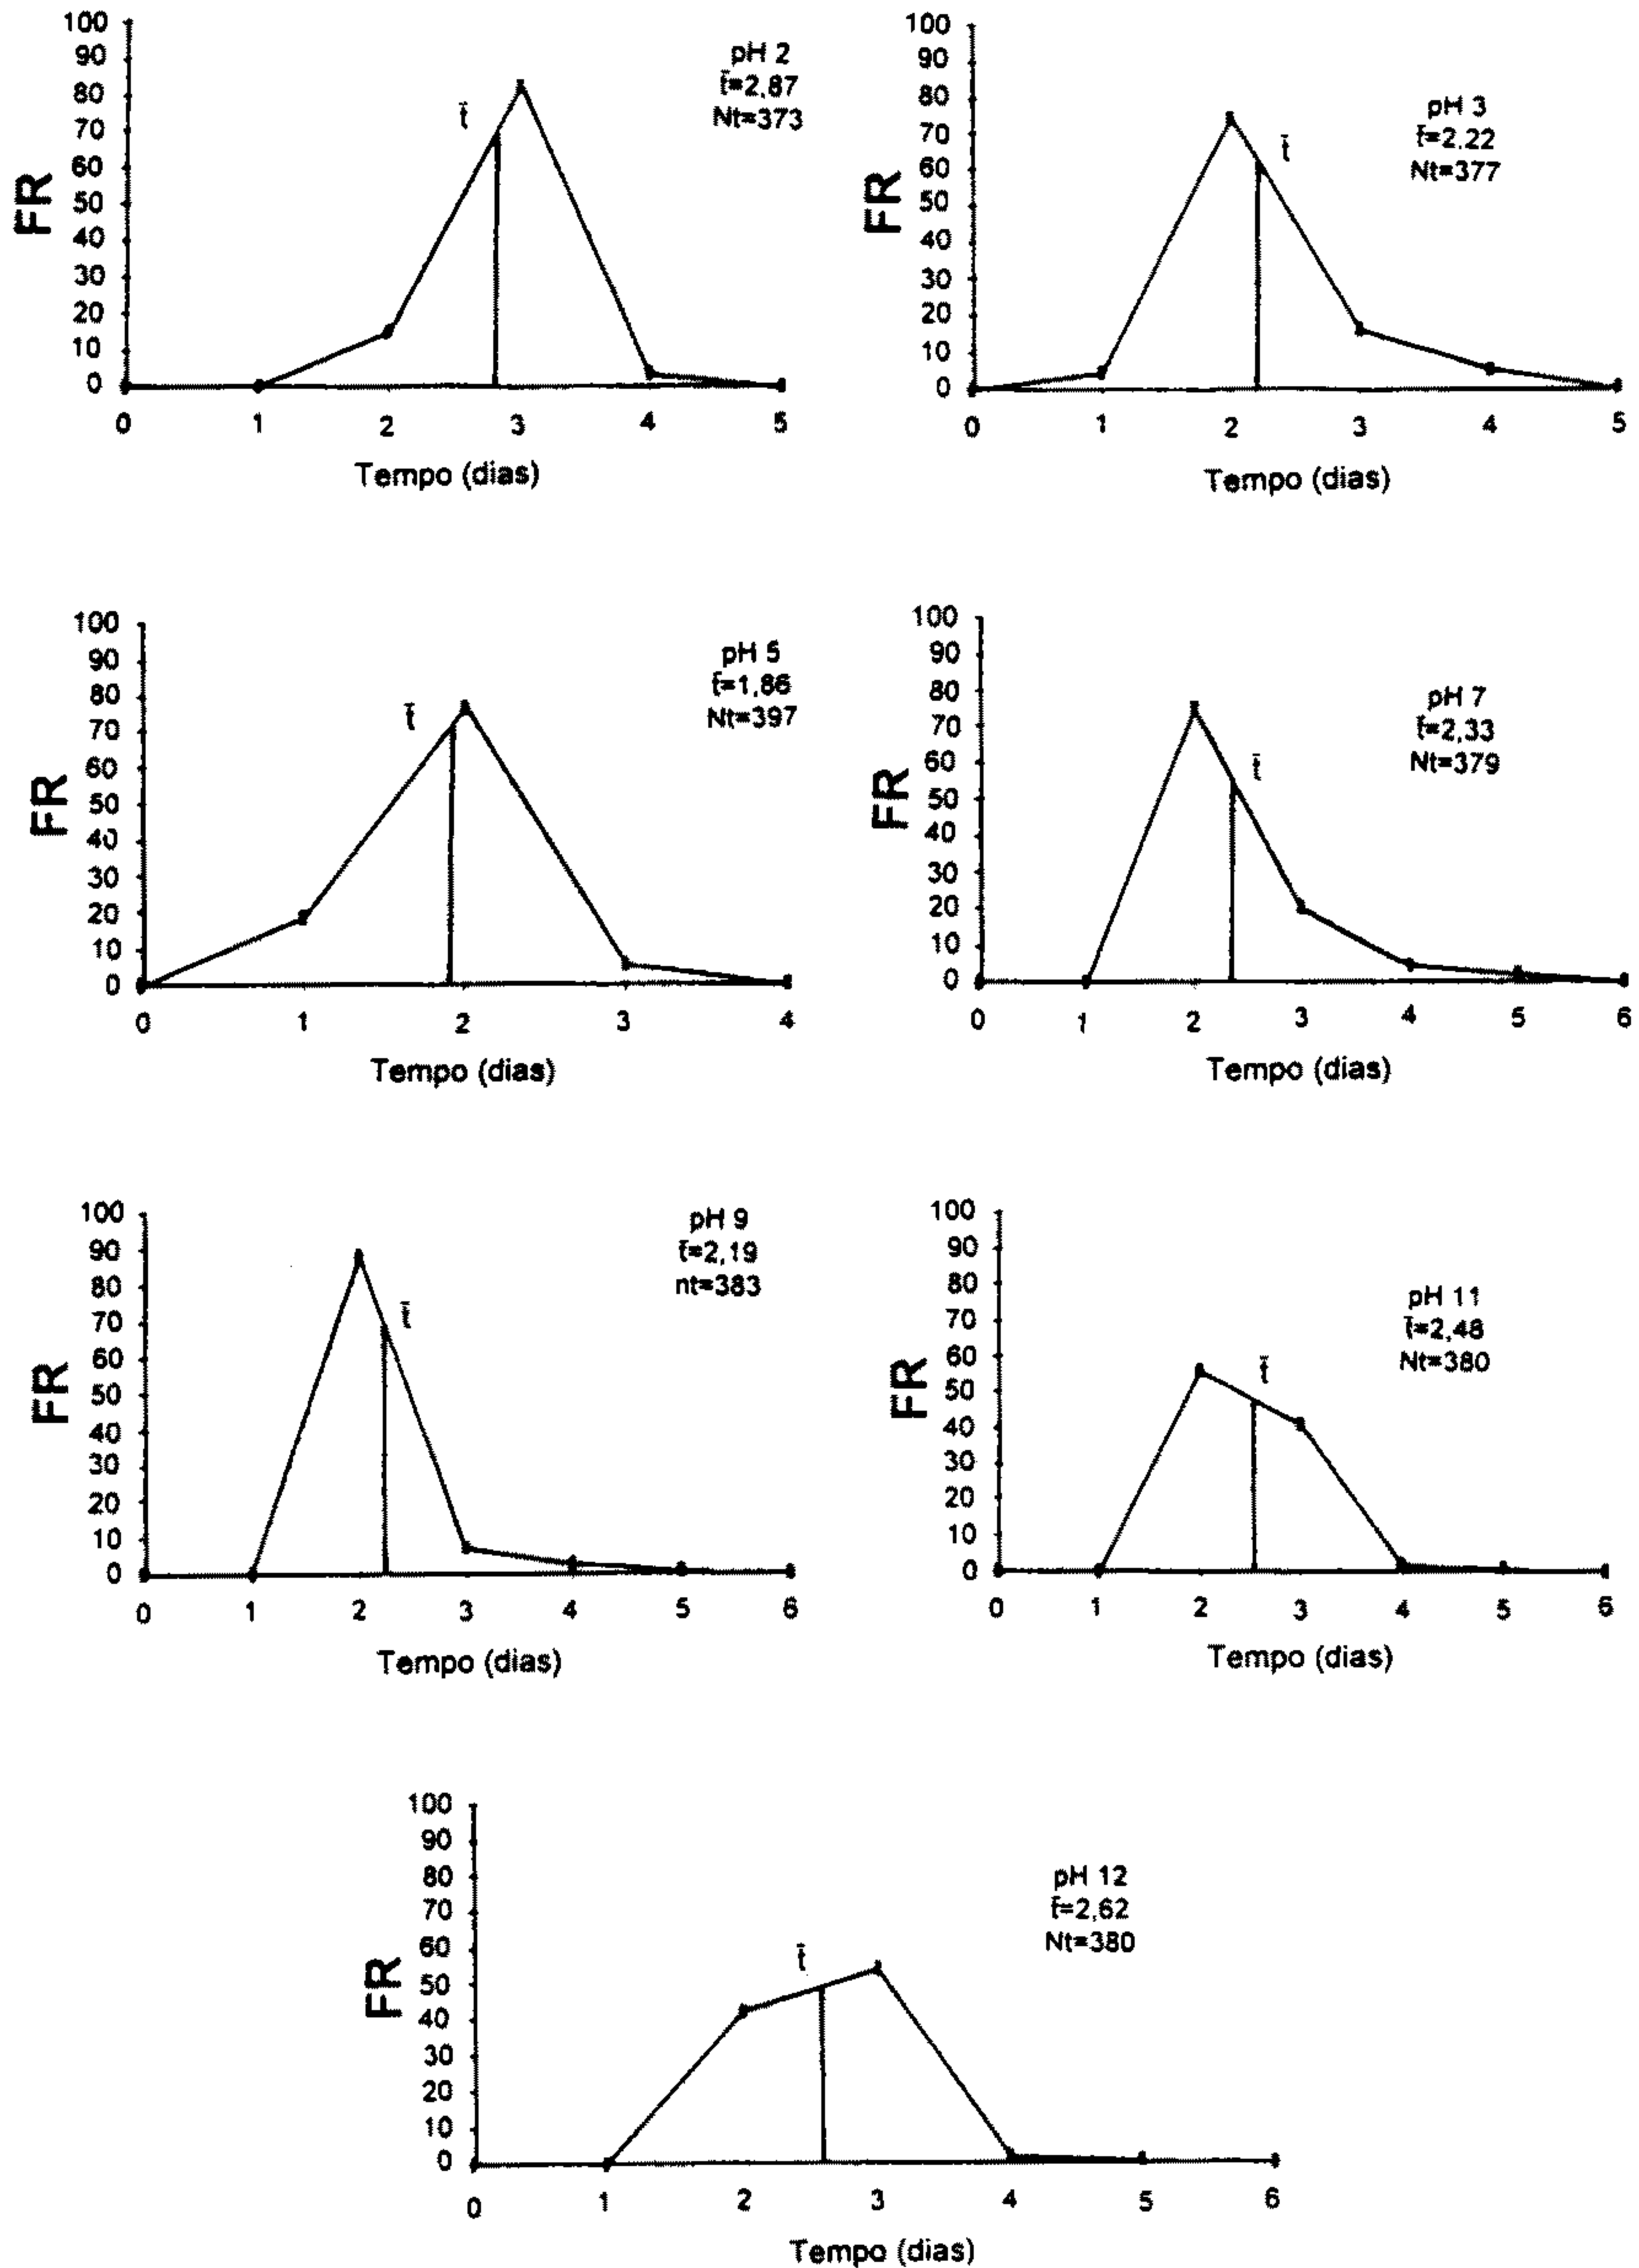 100
90
80
70
60
50
40
30
20
10
0
FR
t̄
pH 2
t̄=2,87
Nt=373
0 1 2 3 4 5
Tempo (dias)
100
90
80
70
60
50
40
30
20
10
0
FR
t̄
pH 3
t̄=2,22
Nt=377
0 1 2 3 4 5
Tempo (dias)
100
90
80
70
60
50
40
30
20
10
0
FR
t̄
pH 5
t̄=1,86
Nt=397
0 1 2 3 4
Tempo (dias)
100
90
80
70
60
50
40
30
20
10
0
FR
t̄
pH 7
t̄=2,33
Nt=379
0 1 2 3 4 5 6
Tempo (dias)
100
90
80
70
60
50
40
30
20
10
0
FR
t̄
pH 9
t̄=2,19
nt=383
0 1 2 3 4 5 6
Tempo (dias)
100
90
80
70
60
50
40
30
20
10
0
FR
t̄
pH 11
t̄=2,48
Nt=380
0 1 2 3 4 5 6
Tempo (dias)
100
90
80
70
60
50
40
30
20
10
0
FR
t̄
pH 12
t̄=2,62
Nt=380
0 1 2 3 4 5 6
Tempo (dias)